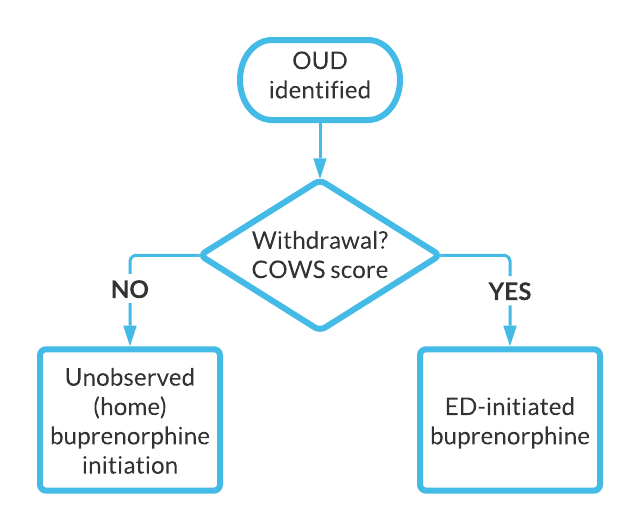 OUD
identified
Withdrawal?
COWS score
NO
YES
Unobserved
(home)
buprenorphine
initiation
ED-initiated
buprenorphine